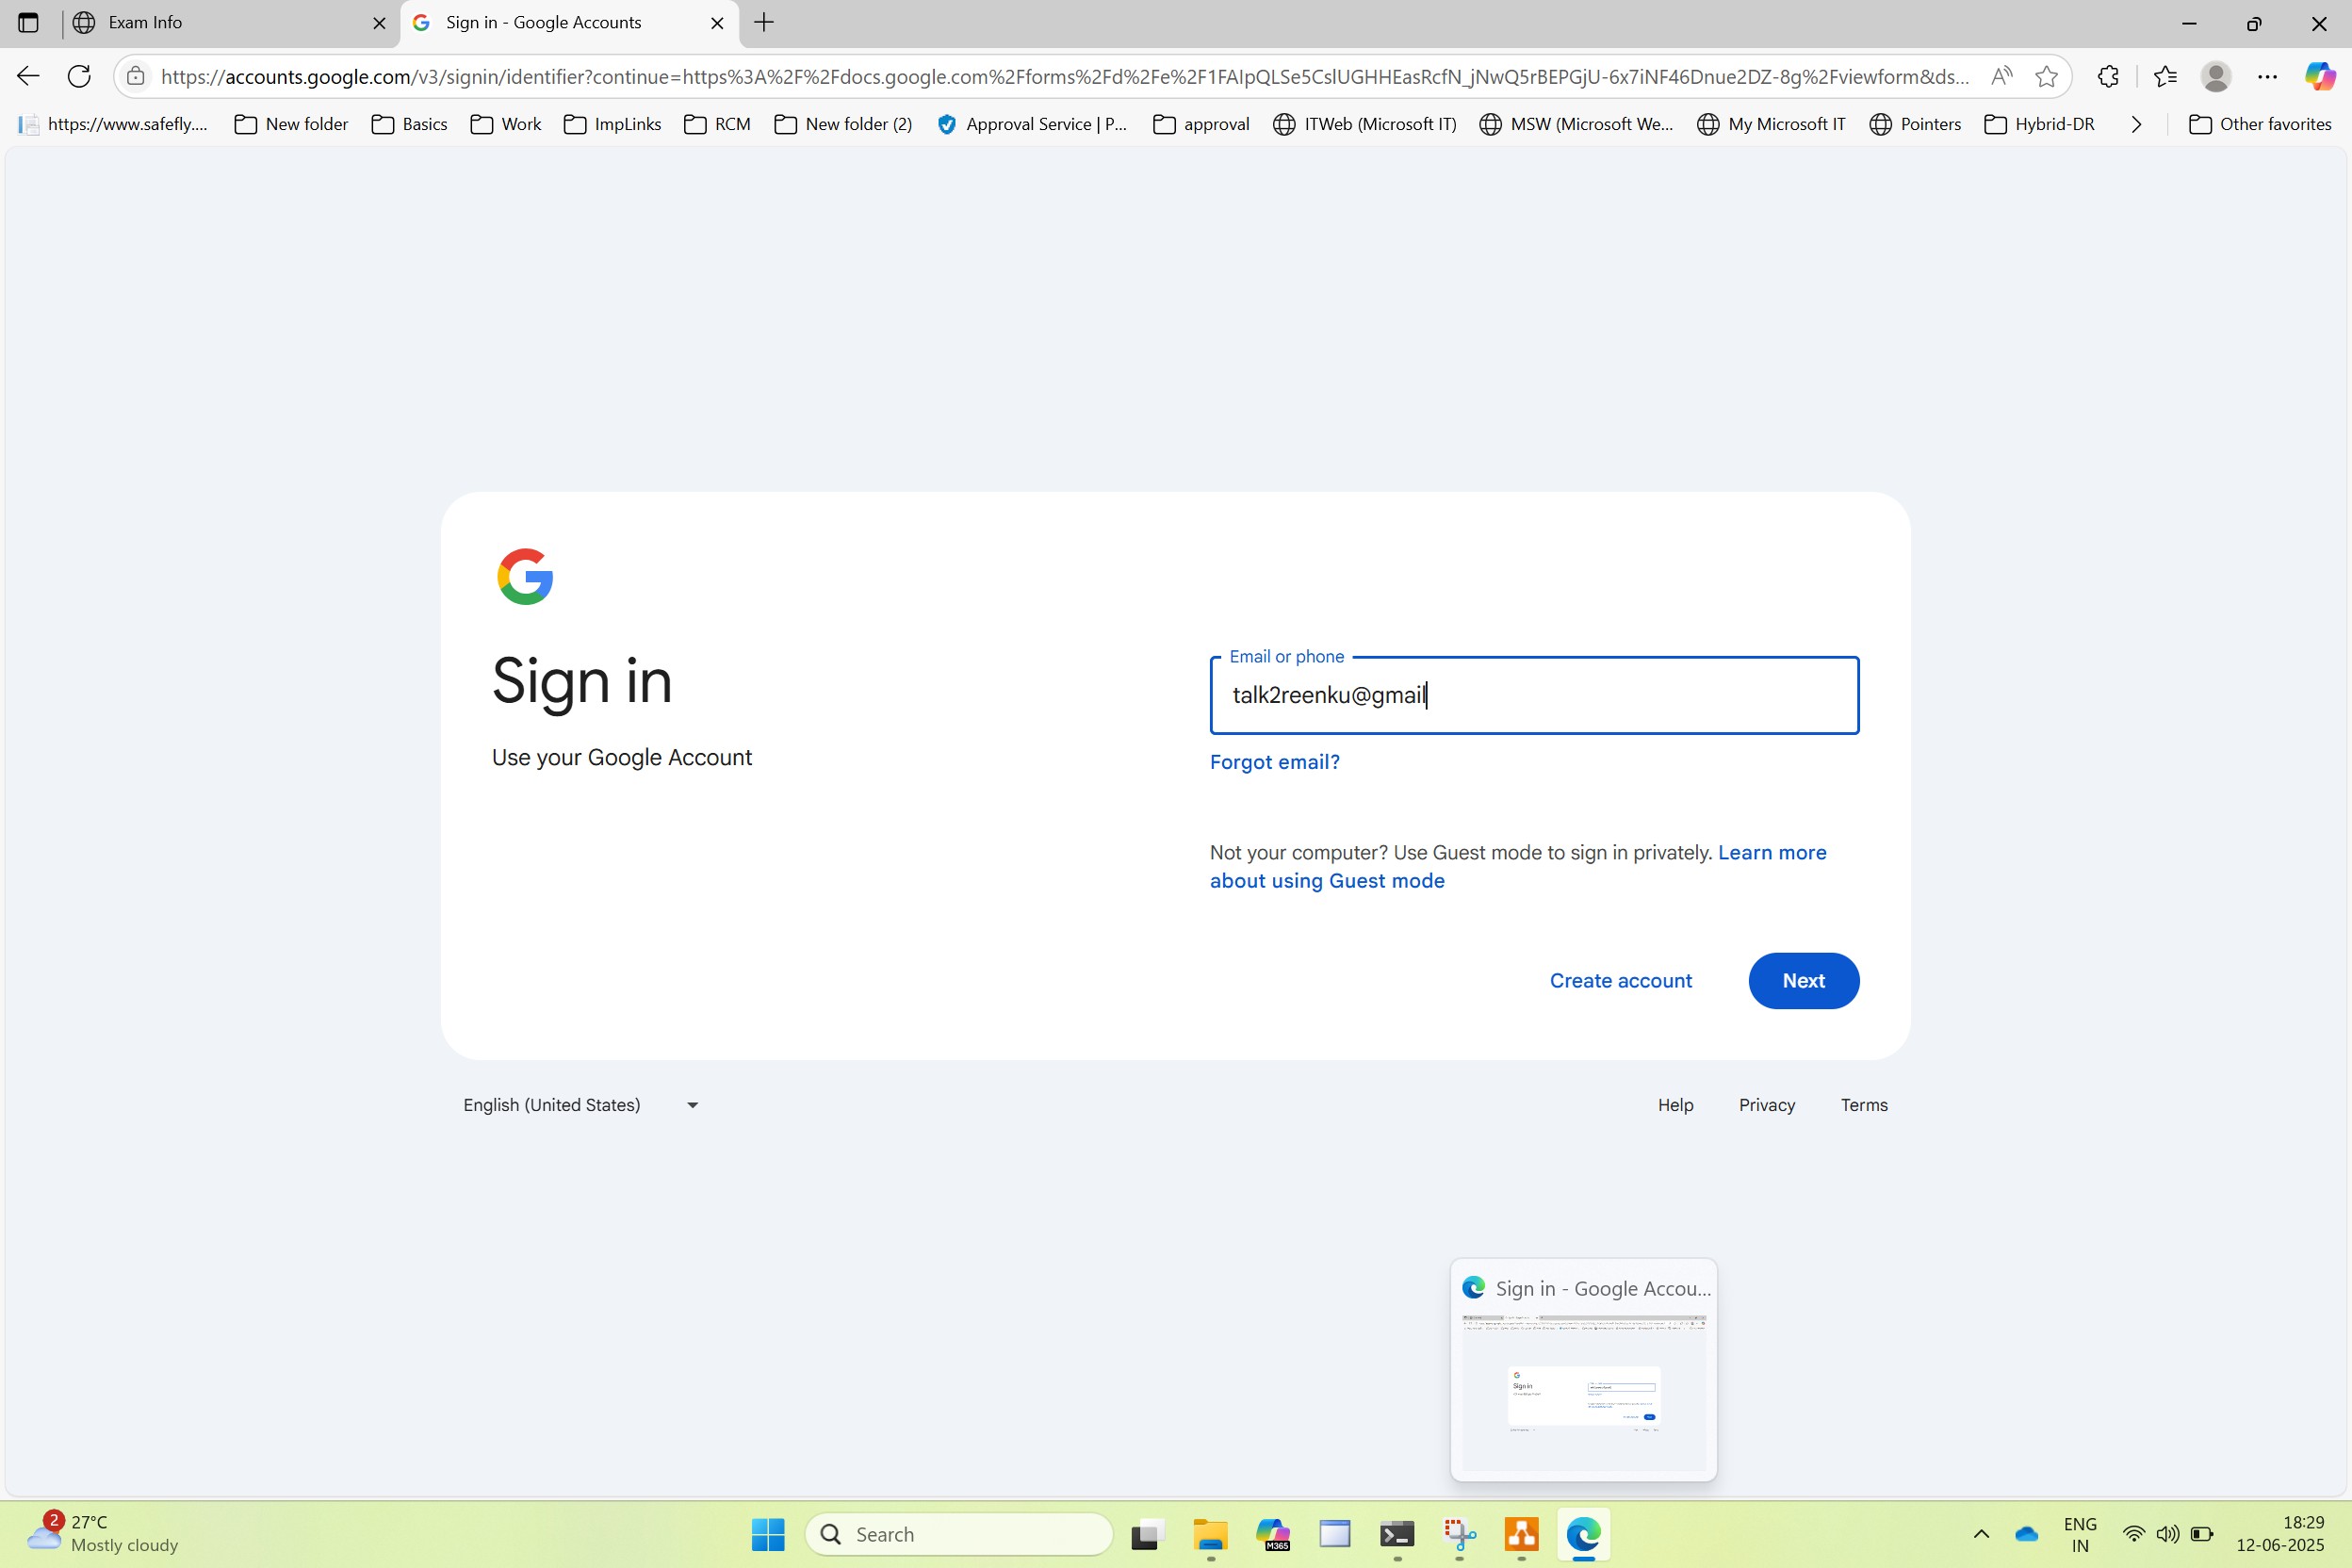 Exam Info
Sign in - Google Accounts
https://accounts.google.com/v3/signin/identifier?continue=https%3A%2F%2Fdocs.google.com%2Fforms%2Fd%2Fe%2F1FAIpQLSe5CslUGHHEasRcfN_jNwQ5rBEPGjU-6x7iNF46Dnue2DZ-8g%2Fviewform&ds...
https://www.safefly.... New folder Basics Work ImpLinks RCM New folder (2) Approval Service | P... approval ITWeb (Microsoft IT) MSW (Microsoft We... My Microsoft IT Pointers Hybrid-DR Other favorites
Sign in
Use your Google Account
Email or phone
talk2reenku@gmail
Forgot email?
Not your computer? Use Guest mode to sign in privately. Learn more
about using Guest mode
Create account Next
English (United States) Help Privacy Terms
Sign in - Google Accou...
2 27°C
Mostly cloudy
Search
M365
ENG
IN
18:29
12-06-2025